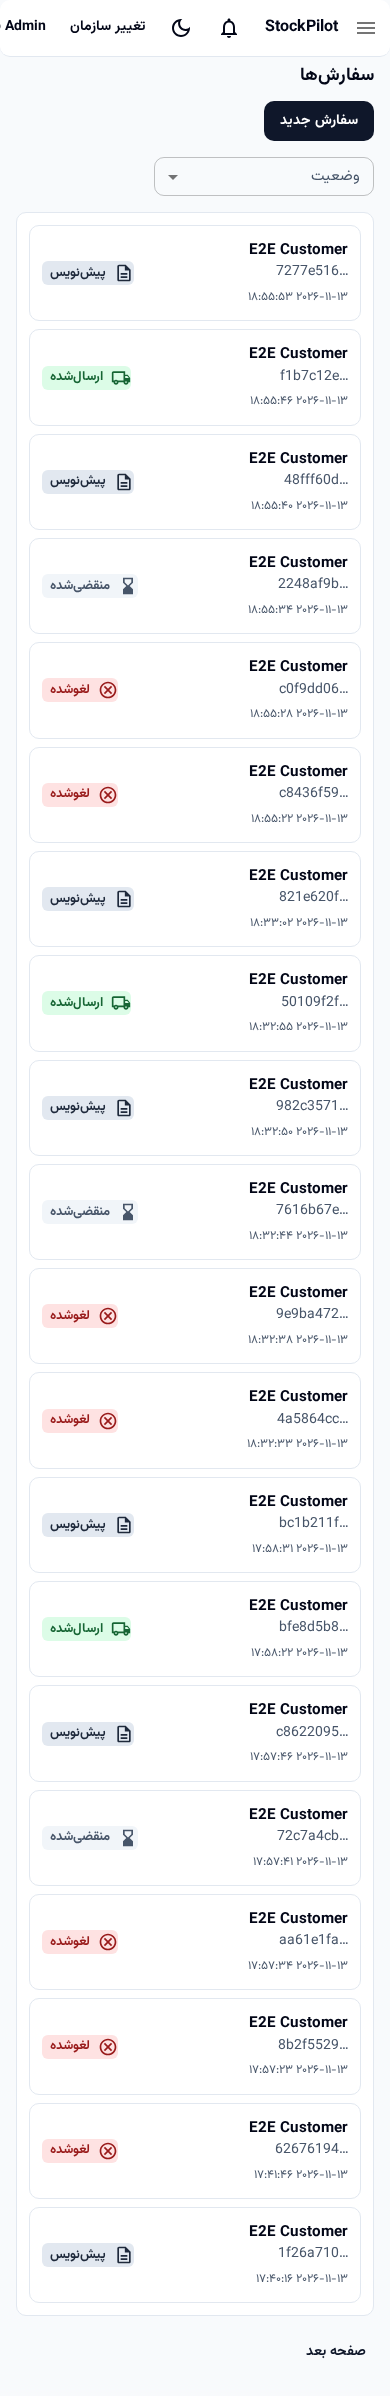 StockPilot تغییر سازمان Admin
سفارش‌ها
سفارش جدید
وضعیت
E2E Customer
7277e516…
پیش‌نویس
۲۰۲۶-۱۱-۱۳ ۱۸:۵۵:۵۳
E2E Customer
f1b7c12e…
ارسال‌شده
۲۰۲۶-۱۱-۱۳ ۱۸:۵۵:۴۶
E2E Customer
48fff60d…
پیش‌نویس
۲۰۲۶-۱۱-۱۳ ۱۸:۵۵:۴۰
E2E Customer
2248af9b…
منقضی‌شده
۲۰۲۶-۱۱-۱۳ ۱۸:۵۵:۳۴
E2E Customer
c0f9dd06…
لغوشده
۲۰۲۶-۱۱-۱۳ ۱۸:۵۵:۲۸
E2E Customer
c8436f59…
لغوشده
۲۰۲۶-۱۱-۱۳ ۱۸:۵۵:۲۲
E2E Customer
821e620f…
پیش‌نویس
۲۰۲۶-۱۱-۱۳ ۱۸:۳۳:۰۲
E2E Customer
50109f2f…
ارسال‌شده
۲۰۲۶-۱۱-۱۳ ۱۸:۳۲:۵۵
E2E Customer
982c3571…
پیش‌نویس
۲۰۲۶-۱۱-۱۳ ۱۸:۳۲:۵۰
E2E Customer
7616b67e…
منقضی‌شده
۲۰۲۶-۱۱-۱۳ ۱۸:۳۲:۴۴
E2E Customer
9e9ba472…
لغوشده
۲۰۲۶-۱۱-۱۳ ۱۸:۳۲:۳۸
E2E Customer
4a5864cc…
لغوشده
۲۰۲۶-۱۱-۱۳ ۱۸:۳۲:۳۳
E2E Customer
bc1b211f…
پیش‌نویس
۲۰۲۶-۱۱-۱۳ ۱۷:۵۸:۳۱
E2E Customer
bfe8d5b8…
ارسال‌شده
۲۰۲۶-۱۱-۱۳ ۱۷:۵۸:۲۲
E2E Customer
c8622095…
پیش‌نویس
۲۰۲۶-۱۱-۱۳ ۱۷:۵۷:۴۶
E2E Customer
72c7a4cb…
منقضی‌شده
۲۰۲۶-۱۱-۱۳ ۱۷:۵۷:۴۱
E2E Customer
aa61e1fa…
لغوشده
۲۰۲۶-۱۱-۱۳ ۱۷:۵۷:۳۴
E2E Customer
8b2f5529…
لغوشده
۲۰۲۶-۱۱-۱۳ ۱۷:۵۷:۲۳
E2E Customer
62676194…
لغوشده
۲۰۲۶-۱۱-۱۳ ۱۷:۴۱:۴۶
E2E Customer
1f26a710…
پیش‌نویس
۲۰۲۶-۱۱-۱۳ ۱۷:۴۰:۱۶
صفحه بعد